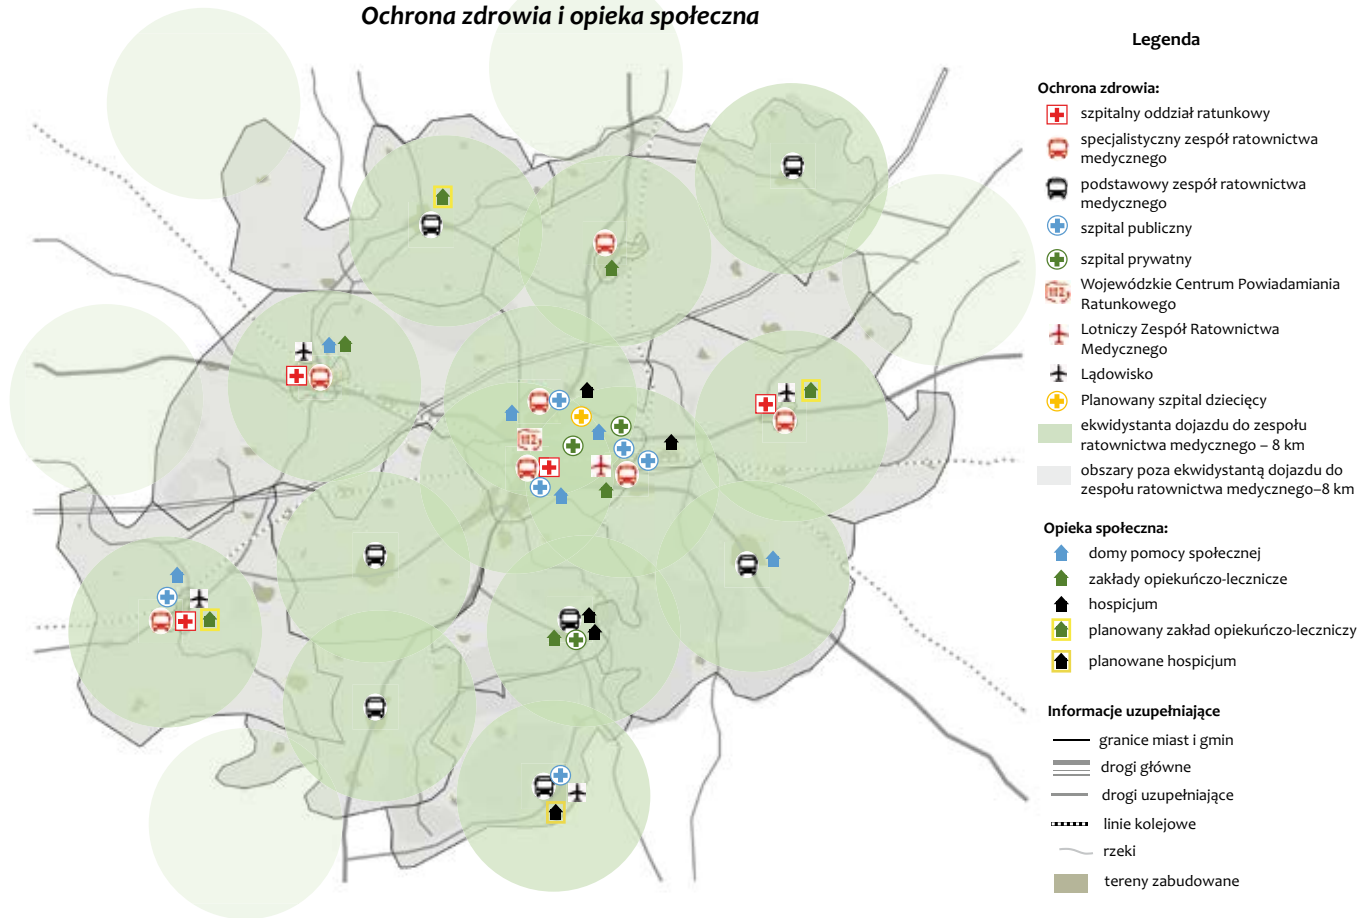 Ochrona zdrowia i opieka społeczna
Legenda
Ochrona zdrowia:
szpitalny oddział ratunkowy
specjalistyczny zespół ratownictwa
medycznego
podstawowy zespół ratownictwa
medycznego
szpital publiczny
szpital prywatny
112
Wojewódzkie Centrum Powiadamiania
Ratunkowego
Lotniczy Zespół Ratownictwa
Medycznego
Lądowisko
Planowany szpital dziecięcy
ekwidystanta dojazdu do zespołu
ratownictwa medycznego – 8 km
obszary poza ekwidystantą dojazdu do
zespołu ratownictwa medycznego–8 km
Opieka społeczna:
domy pomocy społecznej
zakłady opiekuńczo-lecznicze
hospicjum
planowany zakład opiekuńczo-leczniczy
planowane hospicjum
Informacje uzupełniające
granice miast i gmin
drogi główne
drogi uzupełniające
linie kolejowe
rzeki
tereny zabudowane
112